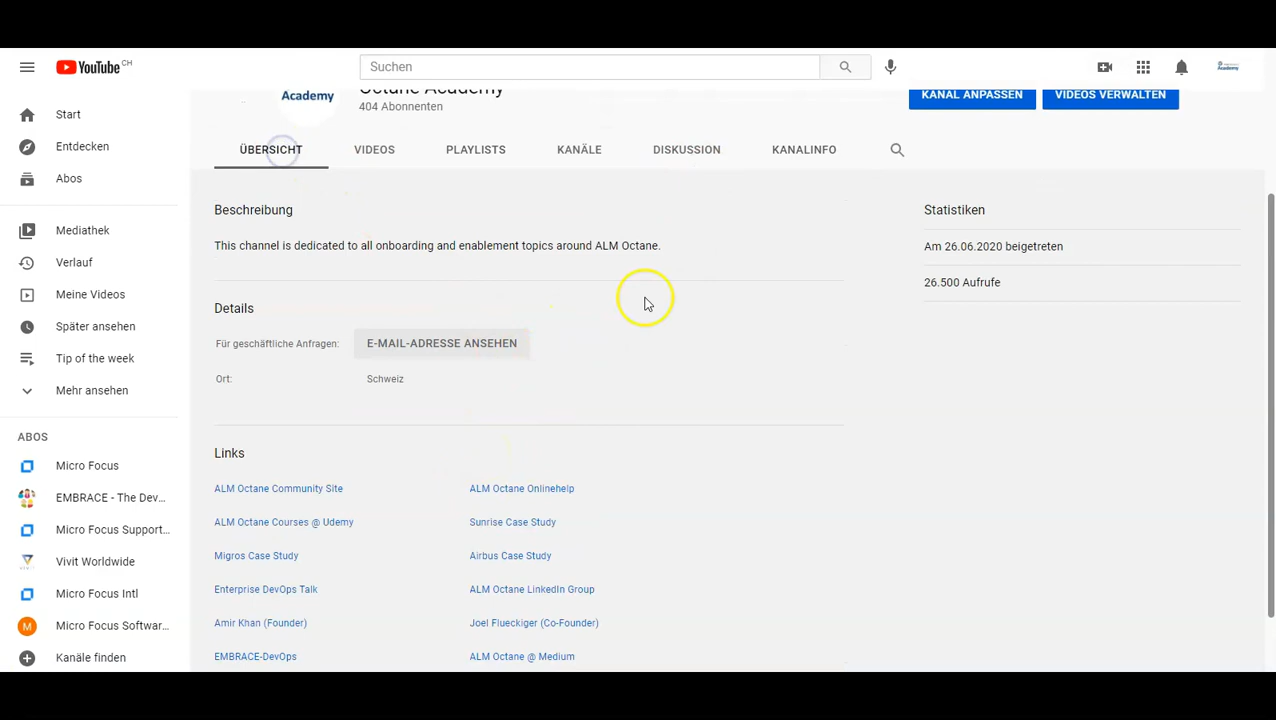 YouTube CH
Suchen
Start
Entdecken
Abos
Mediathek
Verlauf
Meine Videos
Später ansehen
Tip of the week
Mehr ansehen
ABOS
Micro Focus
EMBRACE - The Dev...
Micro Focus Support...
Vivit Worldwide
Micro Focus Intl
Micro Focus Softwar...
Kanäle finden
Academy
Octane Academy
404 Abonnenten
KANAL ANPASSEN
VIDEOS VERWALTEN
ÜBERSICHT
VIDEOS
PLAYLISTS
KANÄLE
DISKUSSION
KANALINFO
Beschreibung
This channel is dedicated to all onboarding and enablement topics around ALM Octane.
Details
Für geschäftliche Anfragen:
E-MAIL-ADRESSE ANSEHEN
Ort:
Schweiz
Links
ALM Octane Community Site
ALM Octane Onlinehelp
ALM Octane Courses @ Udemy
Sunrise Case Study
Migros Case Study
Airbus Case Study
Enterprise DevOps Talk
ALM Octane LinkedIn Group
Amir Khan (Founder)
Joel Flueckiger (Co-Founder)
EMBRACE-DevOps
ALM Octane @ Medium
Statistiken
Am 26.06.2020 beigetreten
26.500 Aufrufe